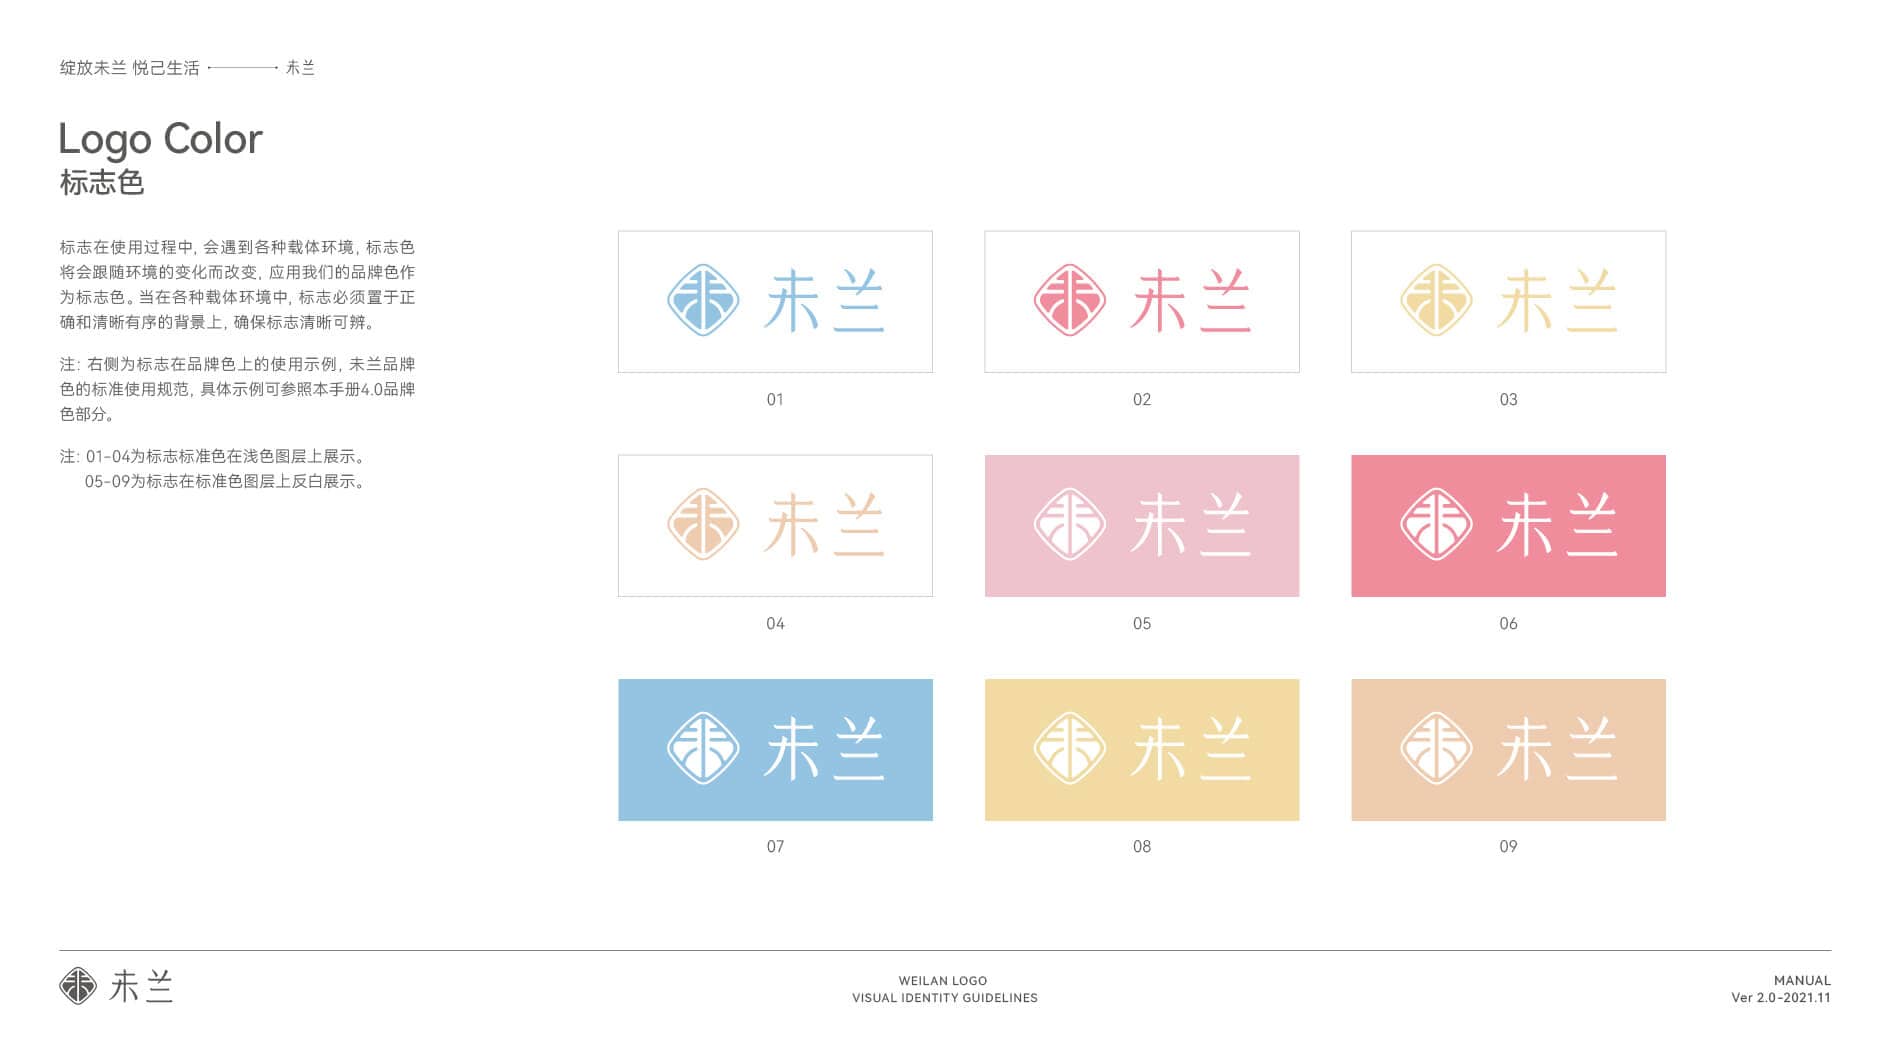 绽放未兰 悦己生活 未兰
Logo Color
标志色
标志在使用过程中, 会遇到各种载体环境, 标志色
将会跟随环境的变化而改变, 应用我们的品牌色作
为标志色。当在各种载体环境中, 标志必须置于正
确和清晰有序的背景上, 确保标志清晰可辨。
注: 右侧为标志在品牌色上的使用示例, 未兰品牌
色的标准使用规范, 具体示例可参照本手册4.0品牌
色部分。
注: 01-04为标志标准色在浅色图层上展示。
05-09为标志在标准色图层上反白展示。
未兰
未兰
未兰
01
02
03
未兰
未兰
未兰
04
05
06
未兰
未兰
未兰
07
08
09
未兰
WEILAN LOGO
VISUAL IDENTITY GUIDELINES
MANUAL
Ver 2.0-2021.11